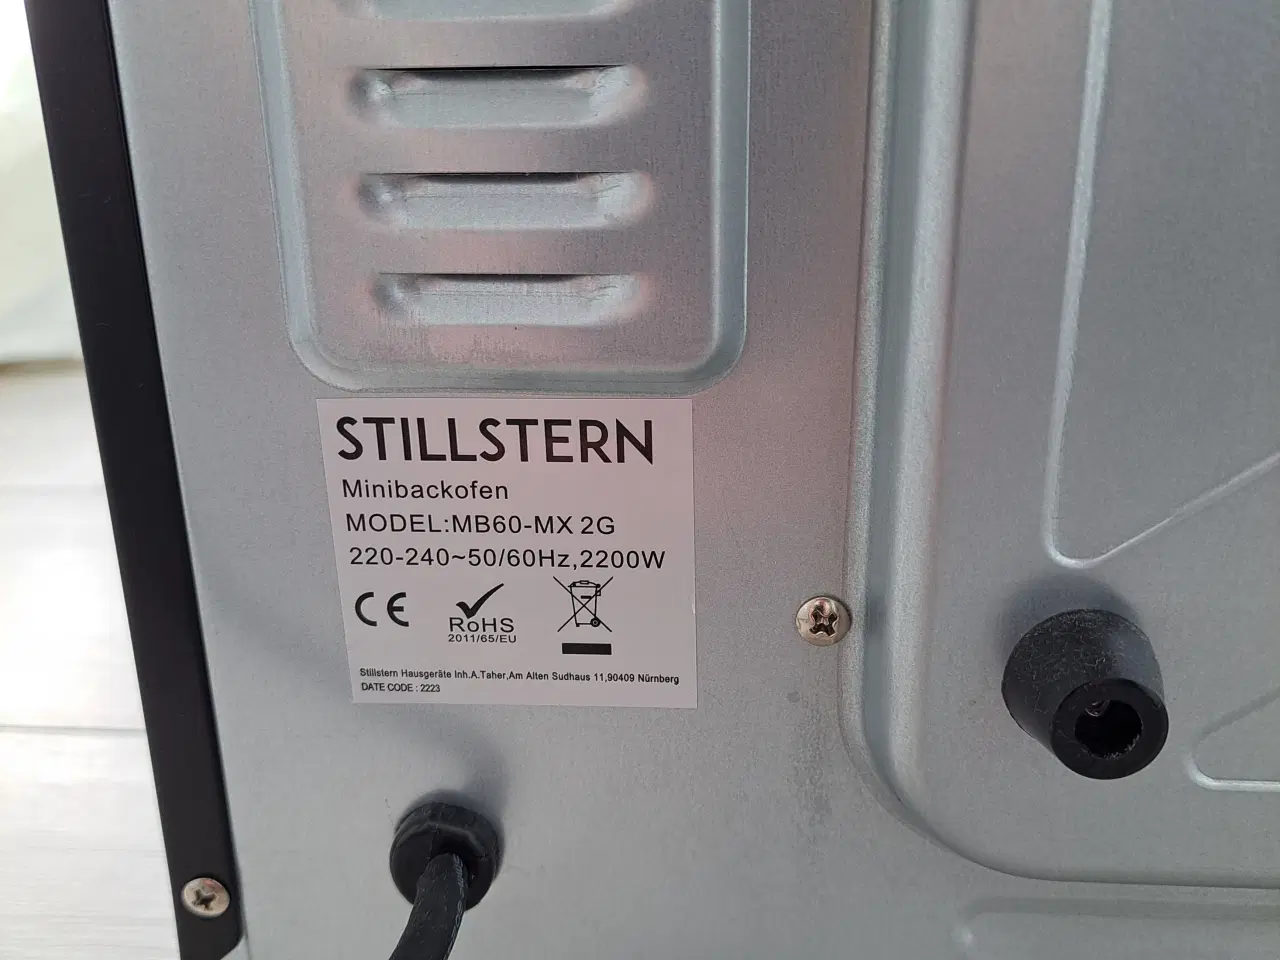 STILLSTERN
Minibackofen
MODEL:MB60-MX 2G
220-240~50/60Hz,2200W
CE
RoHS
2011/65/EU
Stillstern Hausgeräte Inh.A.Taher,Am Alten Sudhaus 11,90409 Nürnberg
DATE CODE : 2223